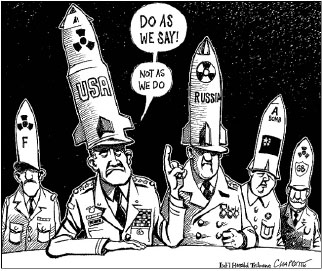 DO AS
WE SAY!
NOT AS
WE DO
USA
RUSSIA
F
A
BOMB
GB
Int'l Herald Tribune CHAPPATTE